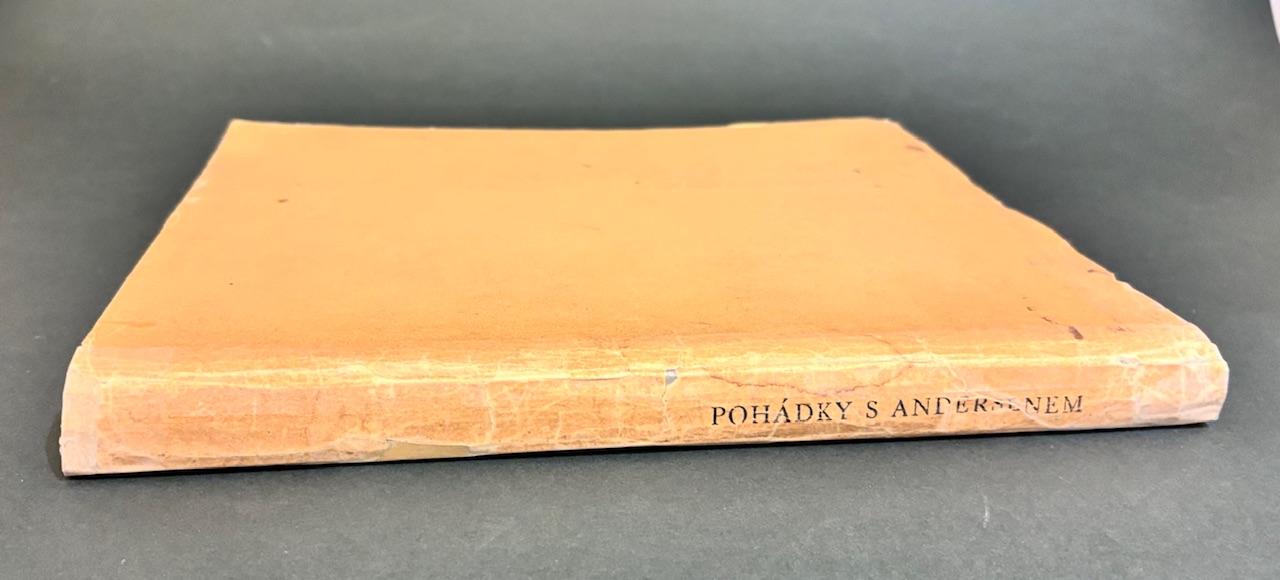 POHÁDKY S ANDERSENEM